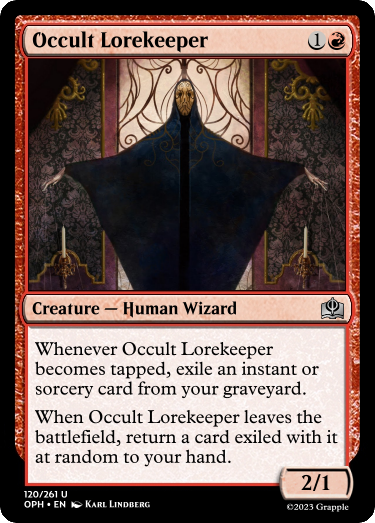 Occult Lorekeeper 1
Creature — Human Wizard
Whenever Occult Lorekeeper
becomes tapped, exile an instant or
sorcery card from your graveyard.
When Occult Lorekeeper leaves the
battlefield, return a card exiled with it
at random to your hand.
2/1
120/261 U
OPH • EN Karl Lindberg
©2023 Grapple